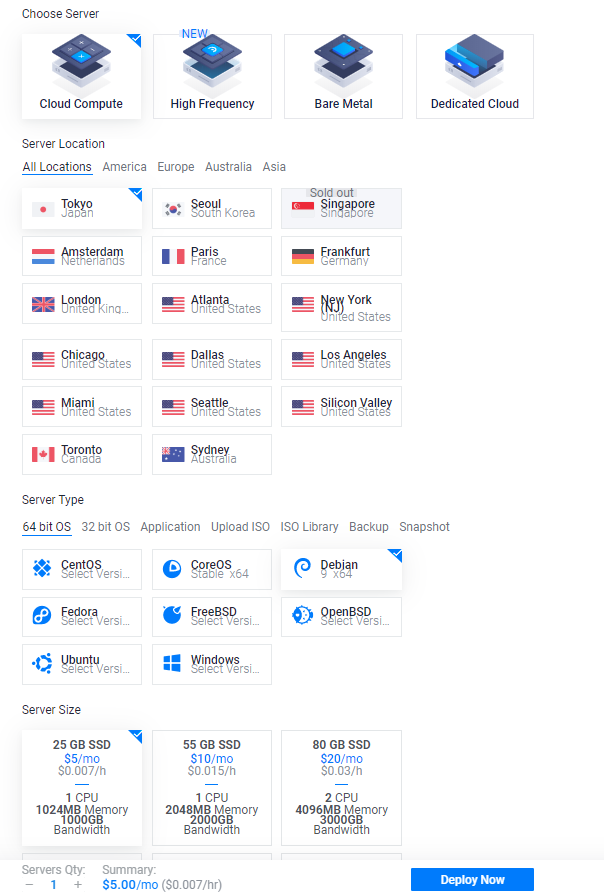 Choose Server
NEW
Cloud Compute
High Frequency
Bare Metal
Dedicated Cloud
Server Location
All Locations America Europe Australia Asia
Tokyo
Japan
Seoul
South Korea
Sold out
Singapore
Singapore
Amsterdam
Netherlands
Paris
France
Frankfurt
Germany
London
United King...
Atlanta
United States
New York
(NJ)
United States
Chicago
United States
Dallas
United States
Los Angeles
United States
Miami
United States
Seattle
United States
Silicon Valley
United States
Toronto
Canada
Sydney
Australia
Server Type
64 bit OS 32 bit OS Application Upload ISO ISO Library Backup Snapshot
CentOS
Select Versi...
CoreOS
Stable x64
Debian
9 x64
Fedora
Select Versi...
FreeBSD
Select Versi...
OpenBSD
Select Versi...
Ubuntu
Select Versi...
Windows
Select Versi...
Server Size
25 GB SSD
$5/mo
$0.007/h
1 CPU
1024MB Memory
1000GB
Bandwidth
55 GB SSD
$10/mo
$0.015/h
1 CPU
2048MB Memory
2000GB
Bandwidth
80 GB SSD
$20/mo
$0.03/h
2 CPU
4096MB Memory
3000GB
Bandwidth
Servers Qty:
− 1 +
Summary:
$5.00/mo ($0.007/hr)
Deploy Now